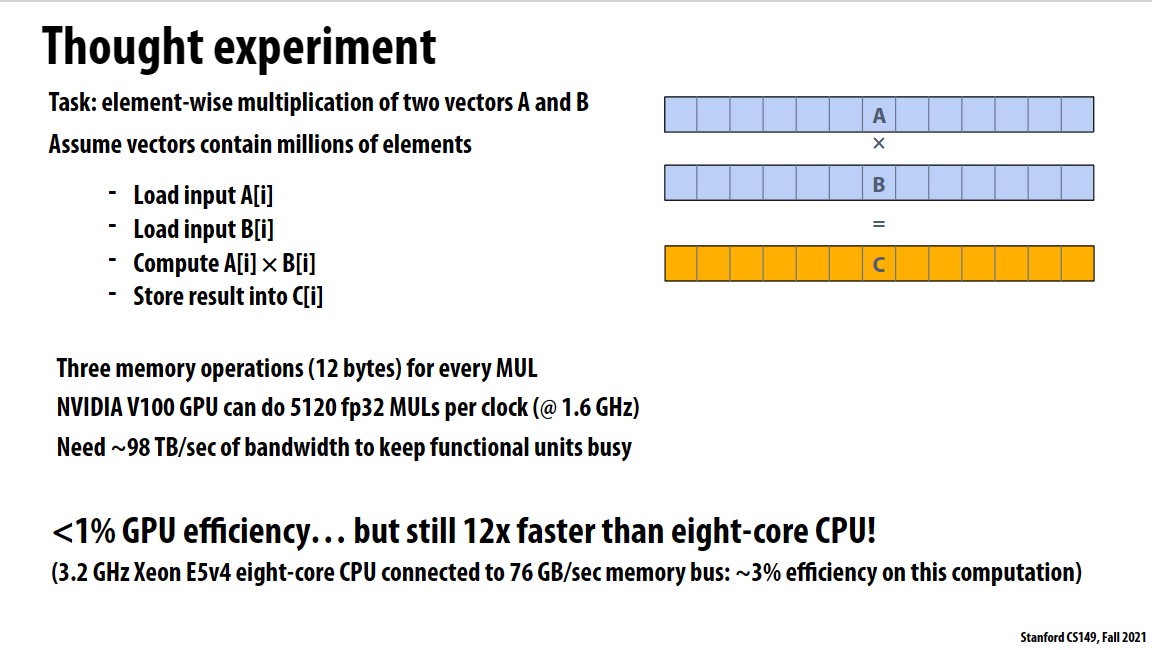 Thought experiment
Task: element-wise multiplication of two vectors A and B
Assume vectors contain millions of elements
- Load input A[i]
- Load input B[i]
- Compute A[i] × B[i]
- Store result into C[i]
A
×
B
=
C
Three memory operations (12 bytes) for every MUL
NVIDIA V100 GPU can do 5120 fp32 MULs per clock (@ 1.6 GHz)
Need ~98 TB/sec of bandwidth to keep functional units busy
<1% GPU efficiency… but still 12x faster than eight-core CPU!
(3.2 GHz Xeon E5v4 eight-core CPU connected to 76 GB/sec memory bus: ~3% efficiency on this computation)
Stanford CS149, Fall 2021